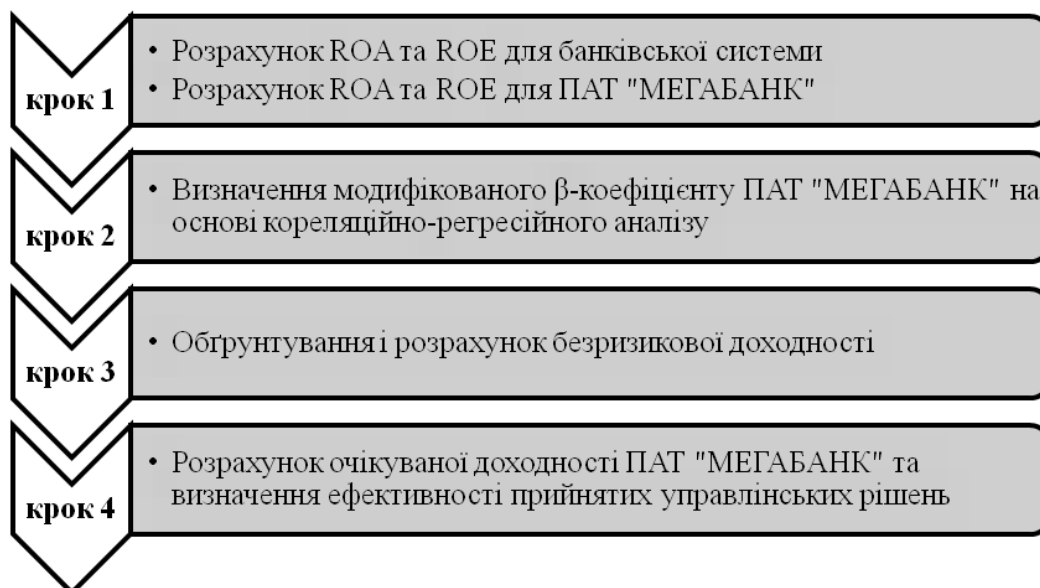 крок 1
• Розрахунок ROA та ROE для банківської системи
• Розрахунок ROA та ROE для ПАТ "МЕГАБАНК"
крок 2
• Визначення модифікованого β-коефіцієнту ПАТ "МЕГАБАНК" на
основі кореляційно-регресійного аналізу
крок 3
• Обґрунтування і розрахунок безризикової доходності
крок 4
• Розрахунок очікуваної доходності ПАТ "МЕГАБАНК" та
визначення ефективності прийнятих управлінських рішень